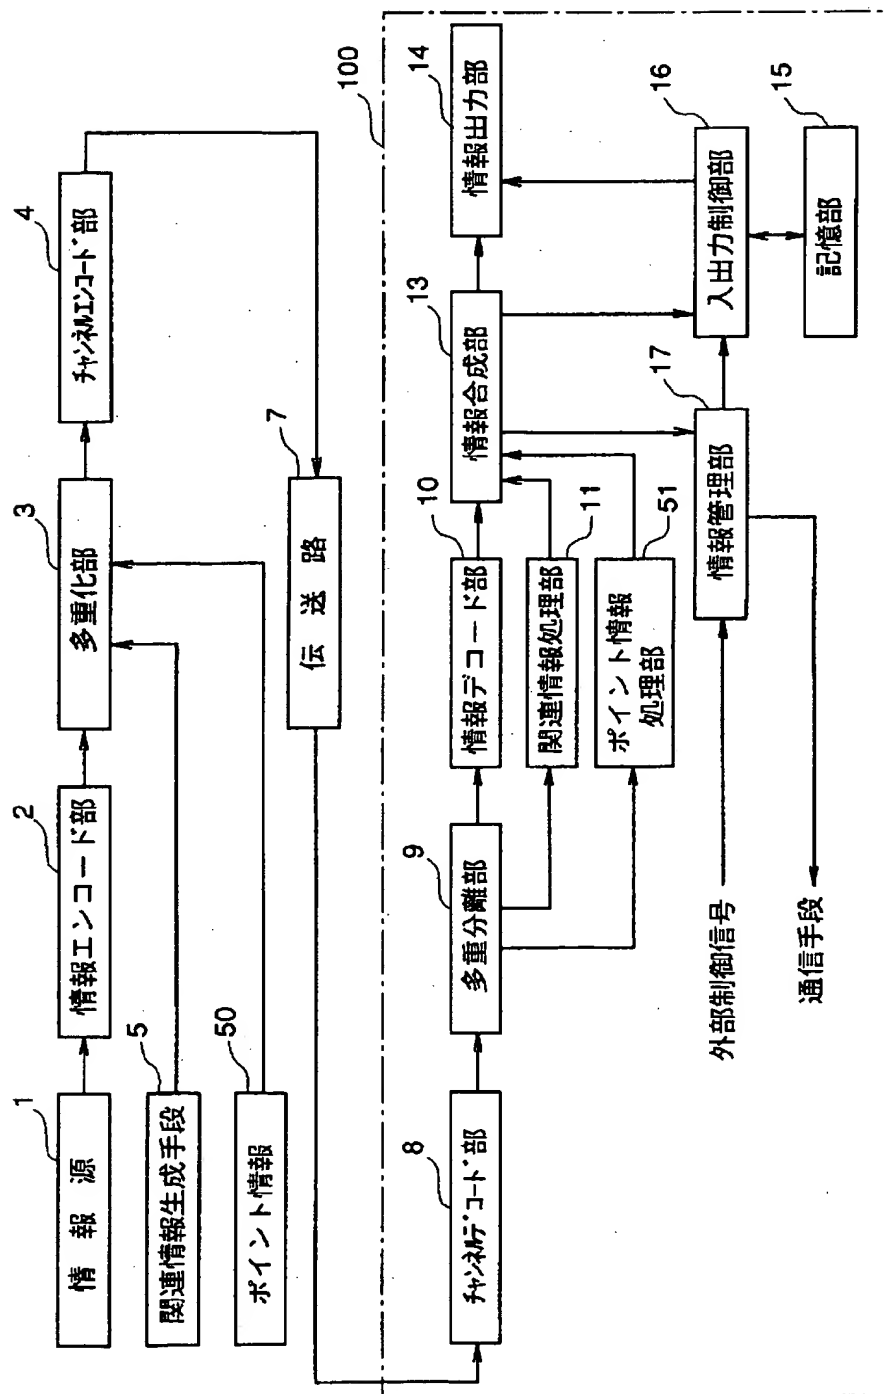 1
情報源
2
情報エンコード部
3
多重化部
4
チャンネルエンコード部
5
関連情報生成手段
50
ポイント情報
7
伝送路
100
8
チャンネルデコード部
9
多重分離部
10
情報デコード部
13
情報合成部
14
情報出力部
11
関連情報処理部
51
ポイント情報
処理部
17
情報管理部
16
入出力制御部
15
記憶部
外部制御信号
通信手段